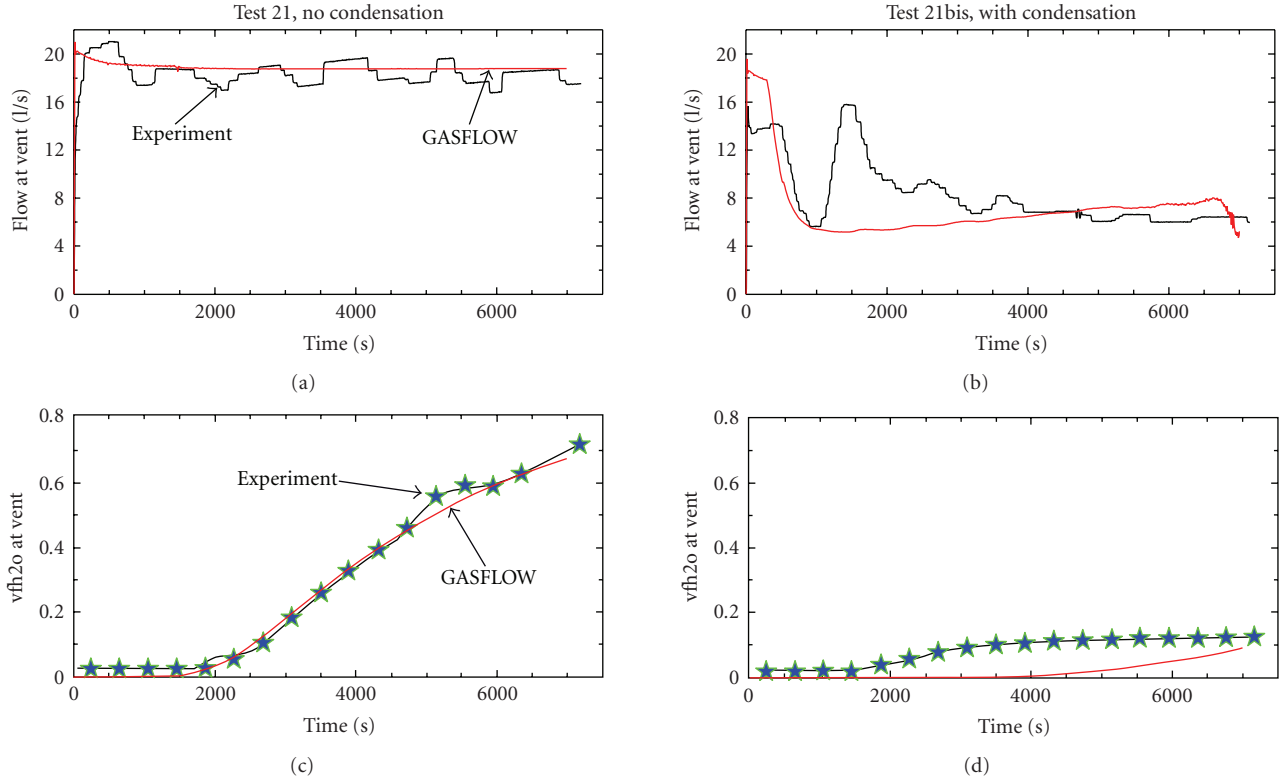 Test 21, no condensation
Flow at vent (l/s)
20
16
12
8
4
0
Experiment
GASFLOW
0 2000 4000 6000
Time (s)
(a)
Test 21bis, with condensation
Flow at vent (l/s)
20
16
12
8
4
0
0 2000 4000 6000
Time (s)
(b)
vfh2o at vent
0.8
0.6
0.4
0.2
0
Experiment
GASFLOW
0 2000 4000 6000
Time (s)
(c)
vfh2o at vent
0.8
0.6
0.4
0.2
0
0 2000 4000 6000
Time (s)
(d)